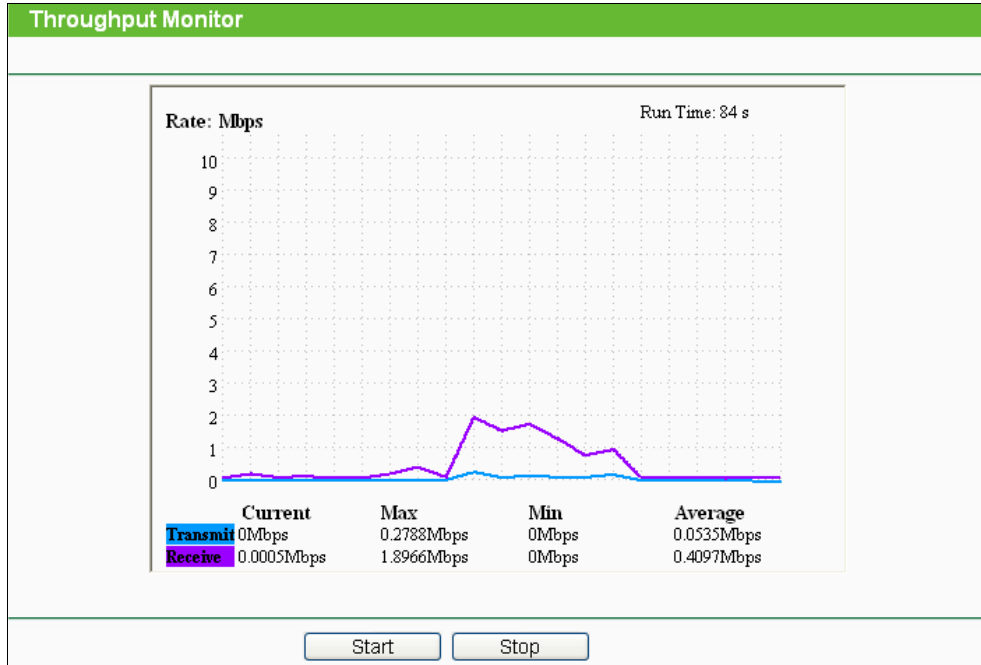 Throughput Monitor
Run Time: 84 s
Rate: Mbps
10
9
8
7
6
5
4
3
2
1
0
Current Max Min Average
Transmit 0Mbps 0.2788Mbps 0Mbps 0.0535Mbps
Receive 0.0005Mbps 1.8966Mbps 0Mbps 0.4097Mbps
Start Stop